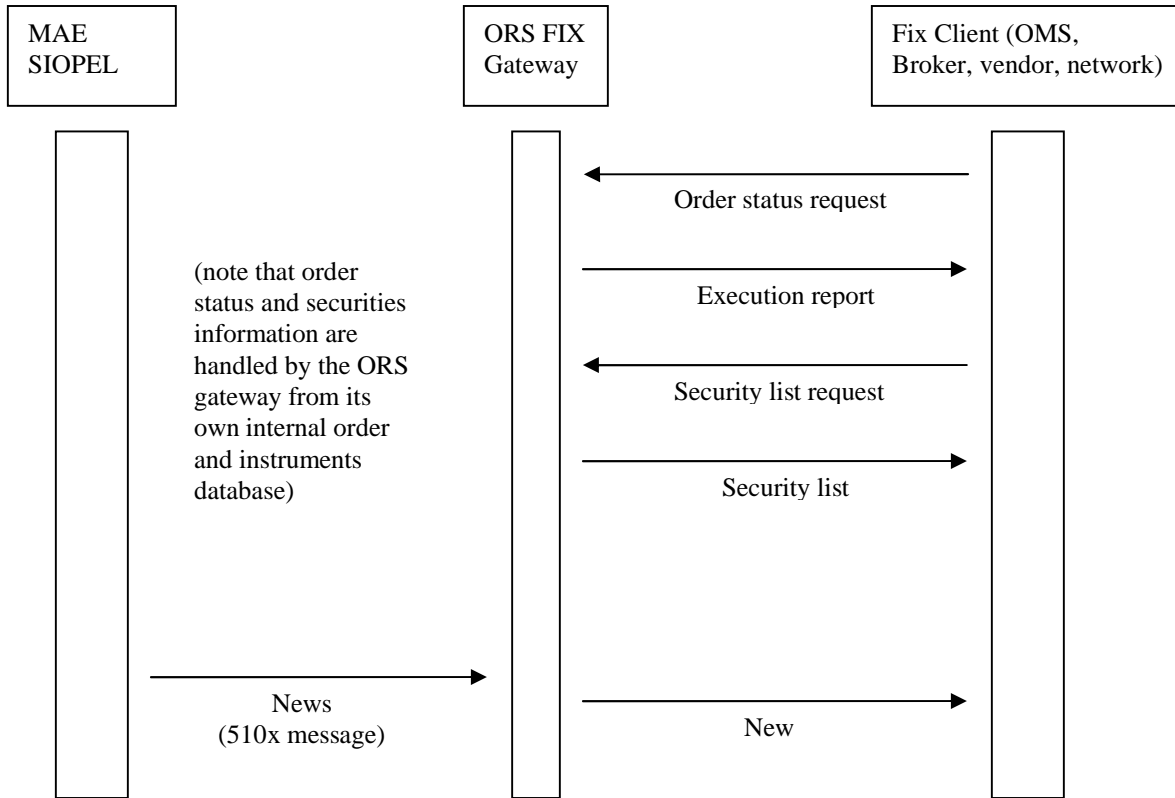 MAE
SIOPEL
ORS FIX
Gateway
Fix Client (OMS,
Broker, vendor, network)
Order status request
(note that order
status and securities
information are
handled by the ORS
gateway from its
own internal order
and instruments
database)
Execution report
Security list request
Security list
News
(510x message)
New